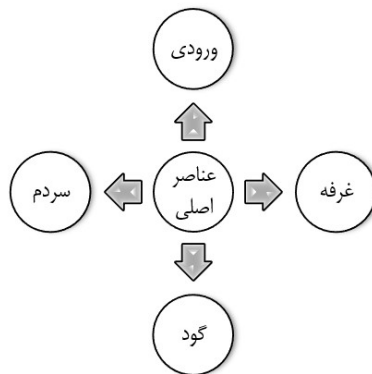 ورودی
عناصر
اصلی
غرفه
سردم
گود